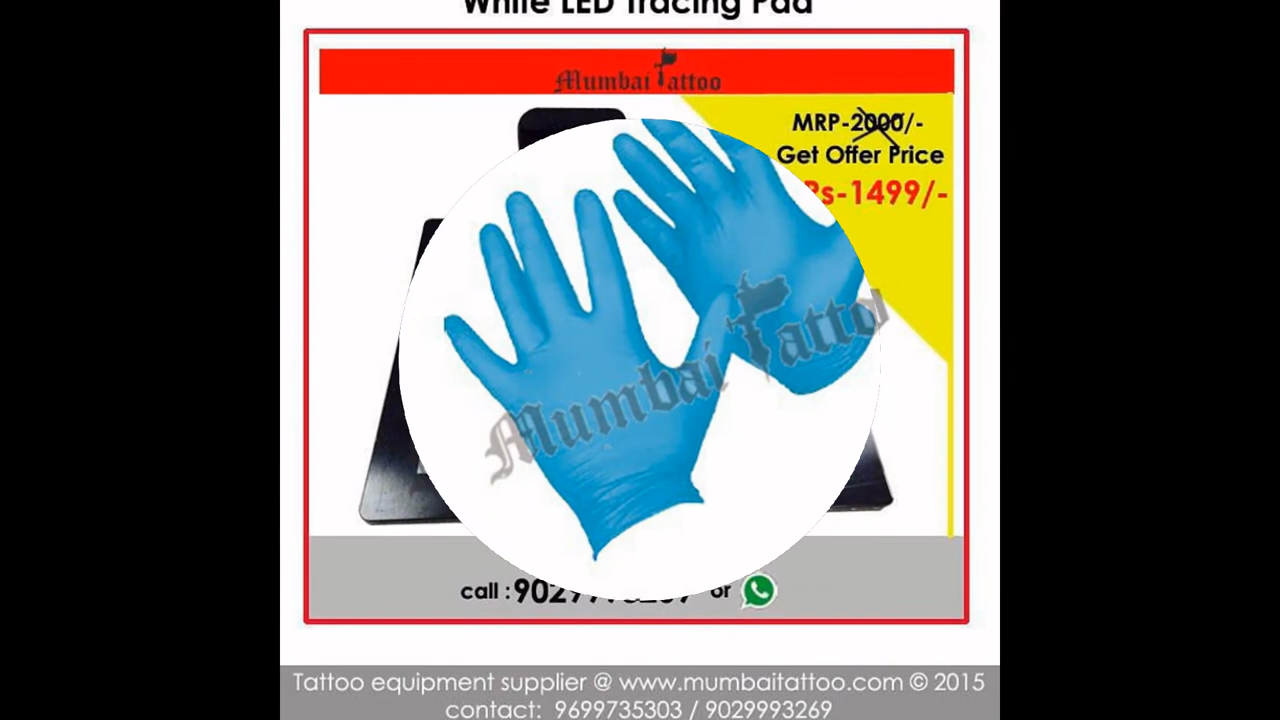 White LED Tracing Pad
Mumbai Tattoo
MRP-2000/-
Get Offer Price
Rs-1499/-
Mumbai Tattoo
call :
or
Tattoo equipment supplier @ www.mumbaitattoo.com © 2015
contact: 9699735303 / 9029993269